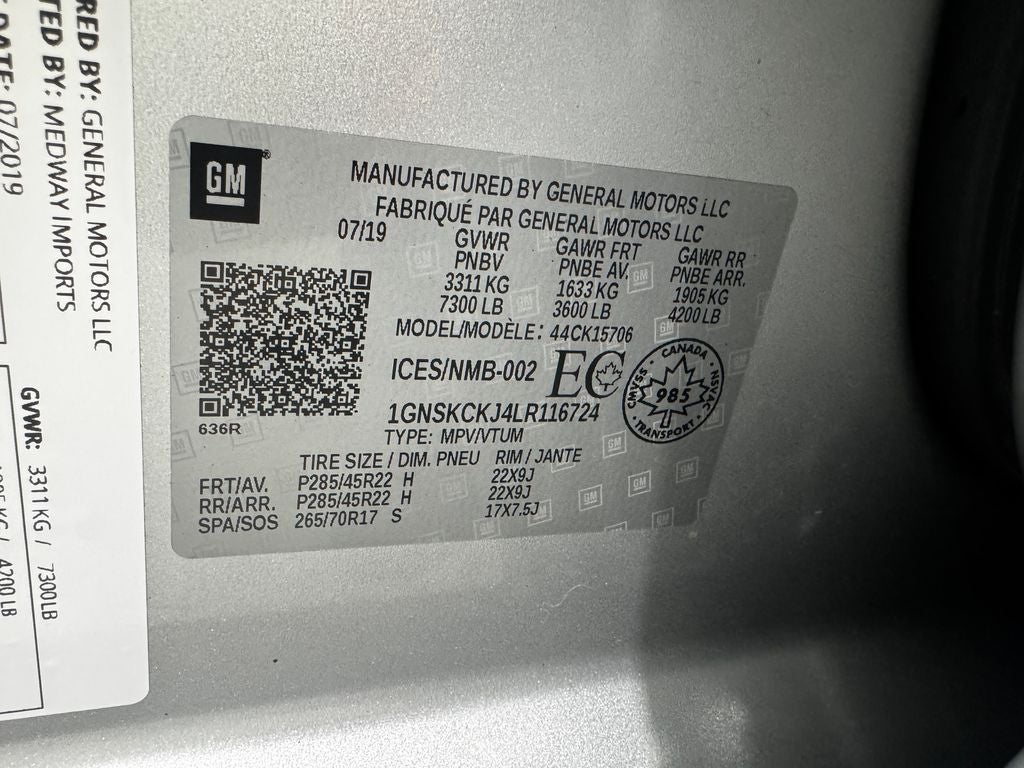 RED BY: GENERAL MOTORS LLC
TED BY: MEDWAY IMPORTS
DATE: 07/2019
GVWR: 3311 KG / 7300LB
KG / 4200 LB
GM
MANUFACTURED BY GENERAL MOTORS LLC
FABRIQUÉ PAR GENERAL MOTORS LLC
07/19 GVWR GAWR FRT GAWR RR
PNBV PNBE AV. PNBE ARR.
3311 KG 1633 KG 1905 KG
7300 LB 3600 LB 4200 LB
MODEL/MODÈLE: 44CK15706
ICES/NMB-002 EC
CANADA
NSVAC
TRANSPORT
CMVSS
985
1GNSKCKJ4LR116724
636R
TYPE: MPV/VTUM
TIRE SIZE / DIM. PNEU RIM / JANTE
FRT/AV. P285/45R22 H 22X9J
RR/ARR. P285/45R22 H 22X9J
SPA/SOS 265/70R17 S 17X7.5J